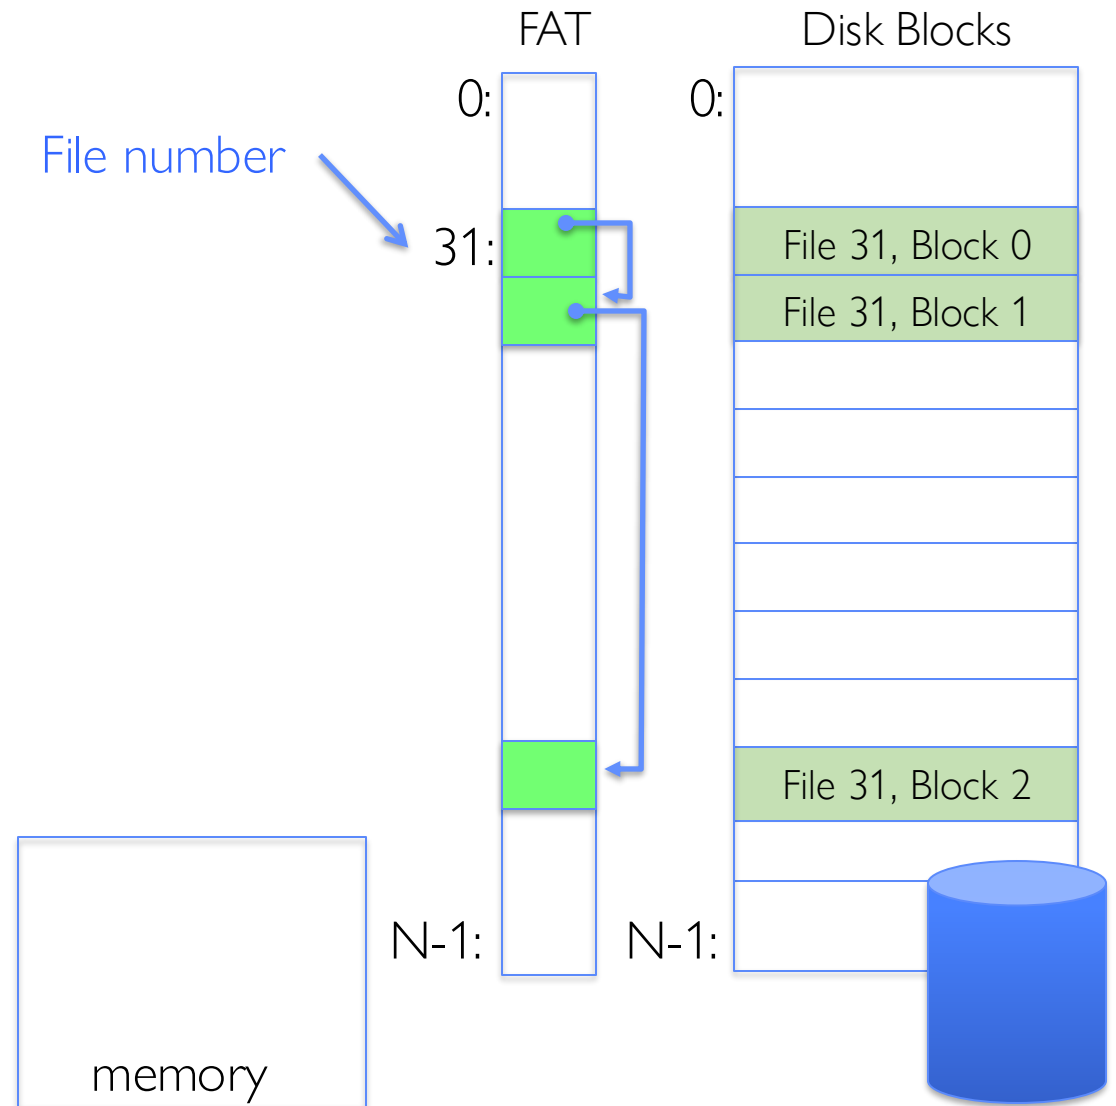 FAT
Disk Blocks
0:
0:
File number
31:
File 31, Block 0
File 31, Block 1
File 31, Block 2
N-1:
N-1:
memory